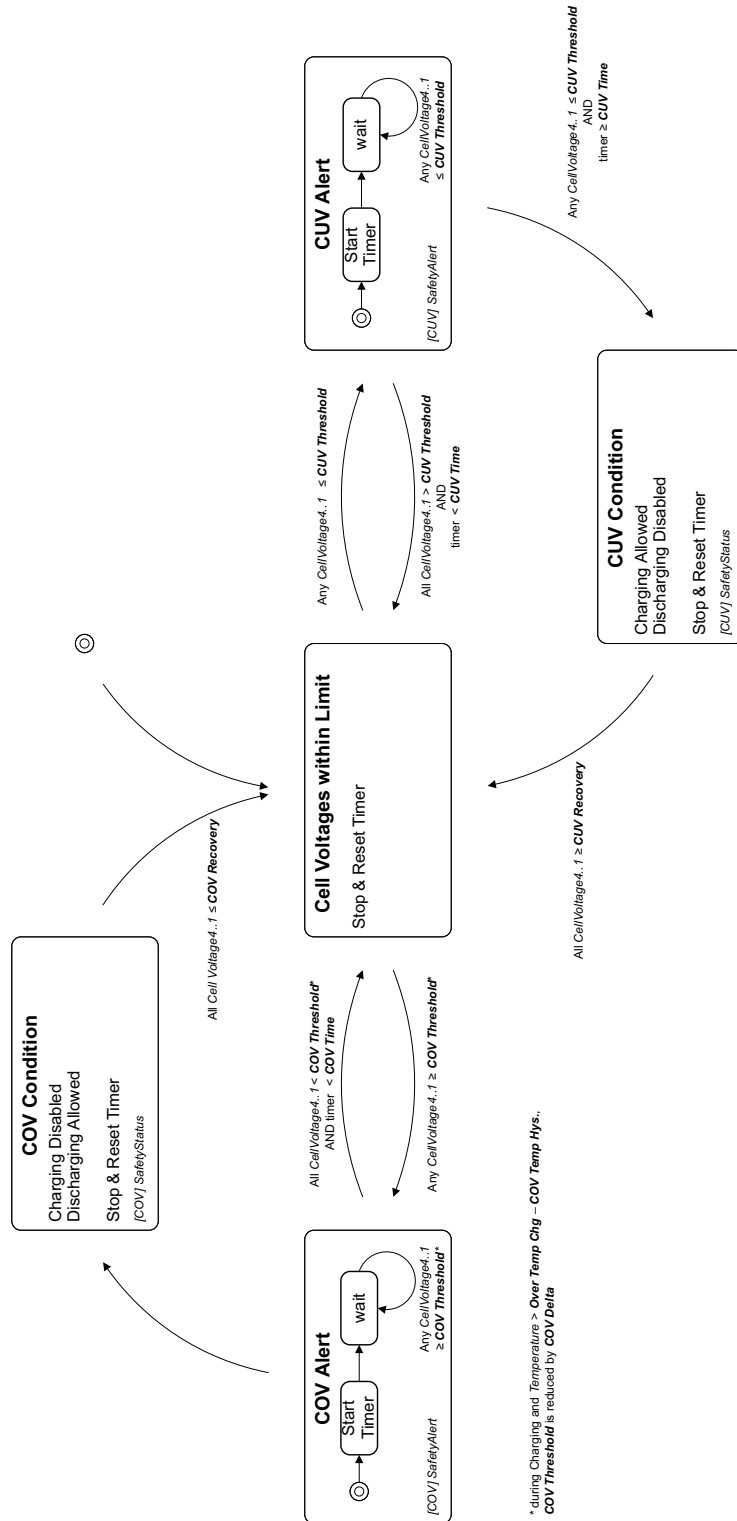 COV Condition
Charging Disabled
Discharging Allowed
Stop & Reset Timer
[COV] SafetyStatus
All Cell Voltage4..1 ≤ COV Recovery
COV Alert
Start
Timer
wait
Any CellVoltage4..1
≥ COV Threshold*
[COV] SafetyAlert
All CellVoltage4..1 < COV Threshold*
AND timer < COV Time
Any CellVoltage4..1 ≥ COV Threshold*
Cell Voltages within Limit
Stop & Reset Timer
Any CellVoltage4..1 ≤ CUV Threshold
All CellVoltage4..1 > CUV Threshold
AND
timer < CUV Time
CUV Alert
Start
Timer
wait
Any CellVoltage4..1
≤ CUV Threshold
[CUV] SafetyAlert
Any CellVoltage4..1 ≤ CUV Threshold
AND
timer ≥ CUV Time
All CellVoltage4..1 ≥ CUV Recovery
CUV Condition
Charging Allowed
Discharging Disabled
Stop & Reset Timer
[CUV] SafetyStatus
* during Charging and Temperature > Over Temp Chg – COV Temp Hys.,
COV Threshold is reduced by COV Delta